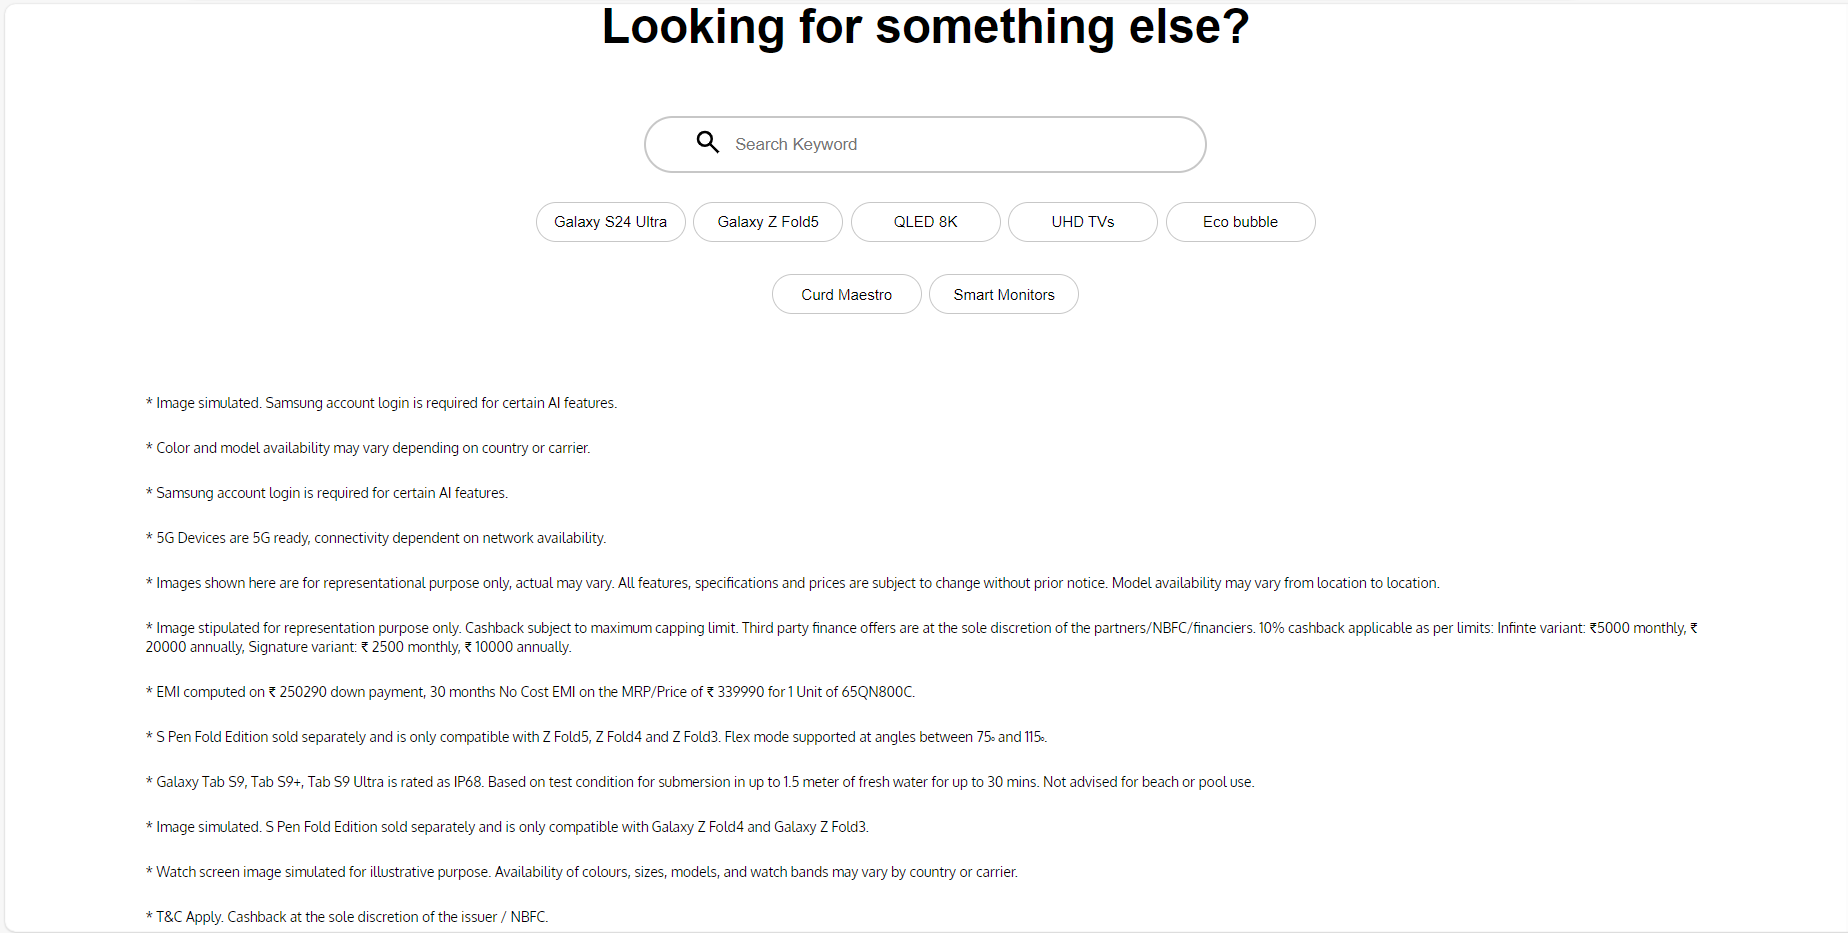 Looking for something else?
Search Keyword
Galaxy S24 Ultra
Galaxy Z Fold5
QLED 8K
UHD TVs
Eco bubble
Curd Maestro
Smart Monitors
* Image simulated. Samsung account login is required for certain AI features.
* Color and model availability may vary depending on country or carrier.
* Samsung account login is required for certain AI features.
* 5G Devices are 5G ready, connectivity dependent on network availability.
* Images shown here are for representational purpose only, actual may vary. All features, specifications and prices are subject to change without prior notice. Model availability may vary from location to location.
* Image stipulated for representation purpose only. Cashback subject to maximum capping limit. Third party finance offers are at the sole discretion of the partners/NBFC/financiers. 10% cashback applicable as per limits: Infinte variant: ₹5000 monthly, ₹
20000 annually, Signature variant: ₹ 2500 monthly, ₹ 10000 annually.
* EMI computed on ₹ 250290 down payment, 30 months No Cost EMI on the MRP/Price of ₹ 339990 for 1 Unit of 65QN800C.
* S Pen Fold Edition sold separately and is only compatible with Z Fold5, Z Fold4 and Z Fold3. Flex mode supported at angles between 75° and 115°.
* Galaxy Tab S9, Tab S9+, Tab S9 Ultra is rated as IP68. Based on test condition for submersion in up to 1.5 meter of fresh water for up to 30 mins. Not advised for beach or pool use.
* Image simulated. S Pen Fold Edition sold separately and is only compatible with Galaxy Z Fold4 and Galaxy Z Fold3.
* Watch screen image simulated for illustrative purpose. Availability of colours, sizes, models, and watch bands may vary by country or carrier.
* T&C Apply. Cashback at the sole discretion of the issuer / NBFC.